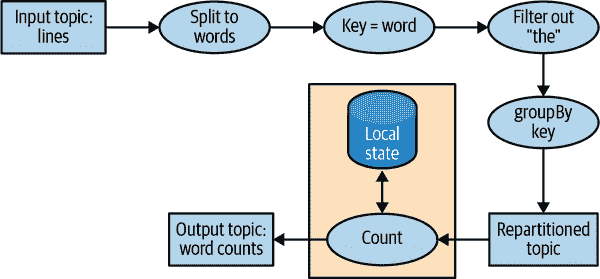 Input topic:
lines
Split to
words
Key = word
Filter out
"the"
groupBy
key
Repartitioned
topic
Local
state
Count
Output topic:
word counts